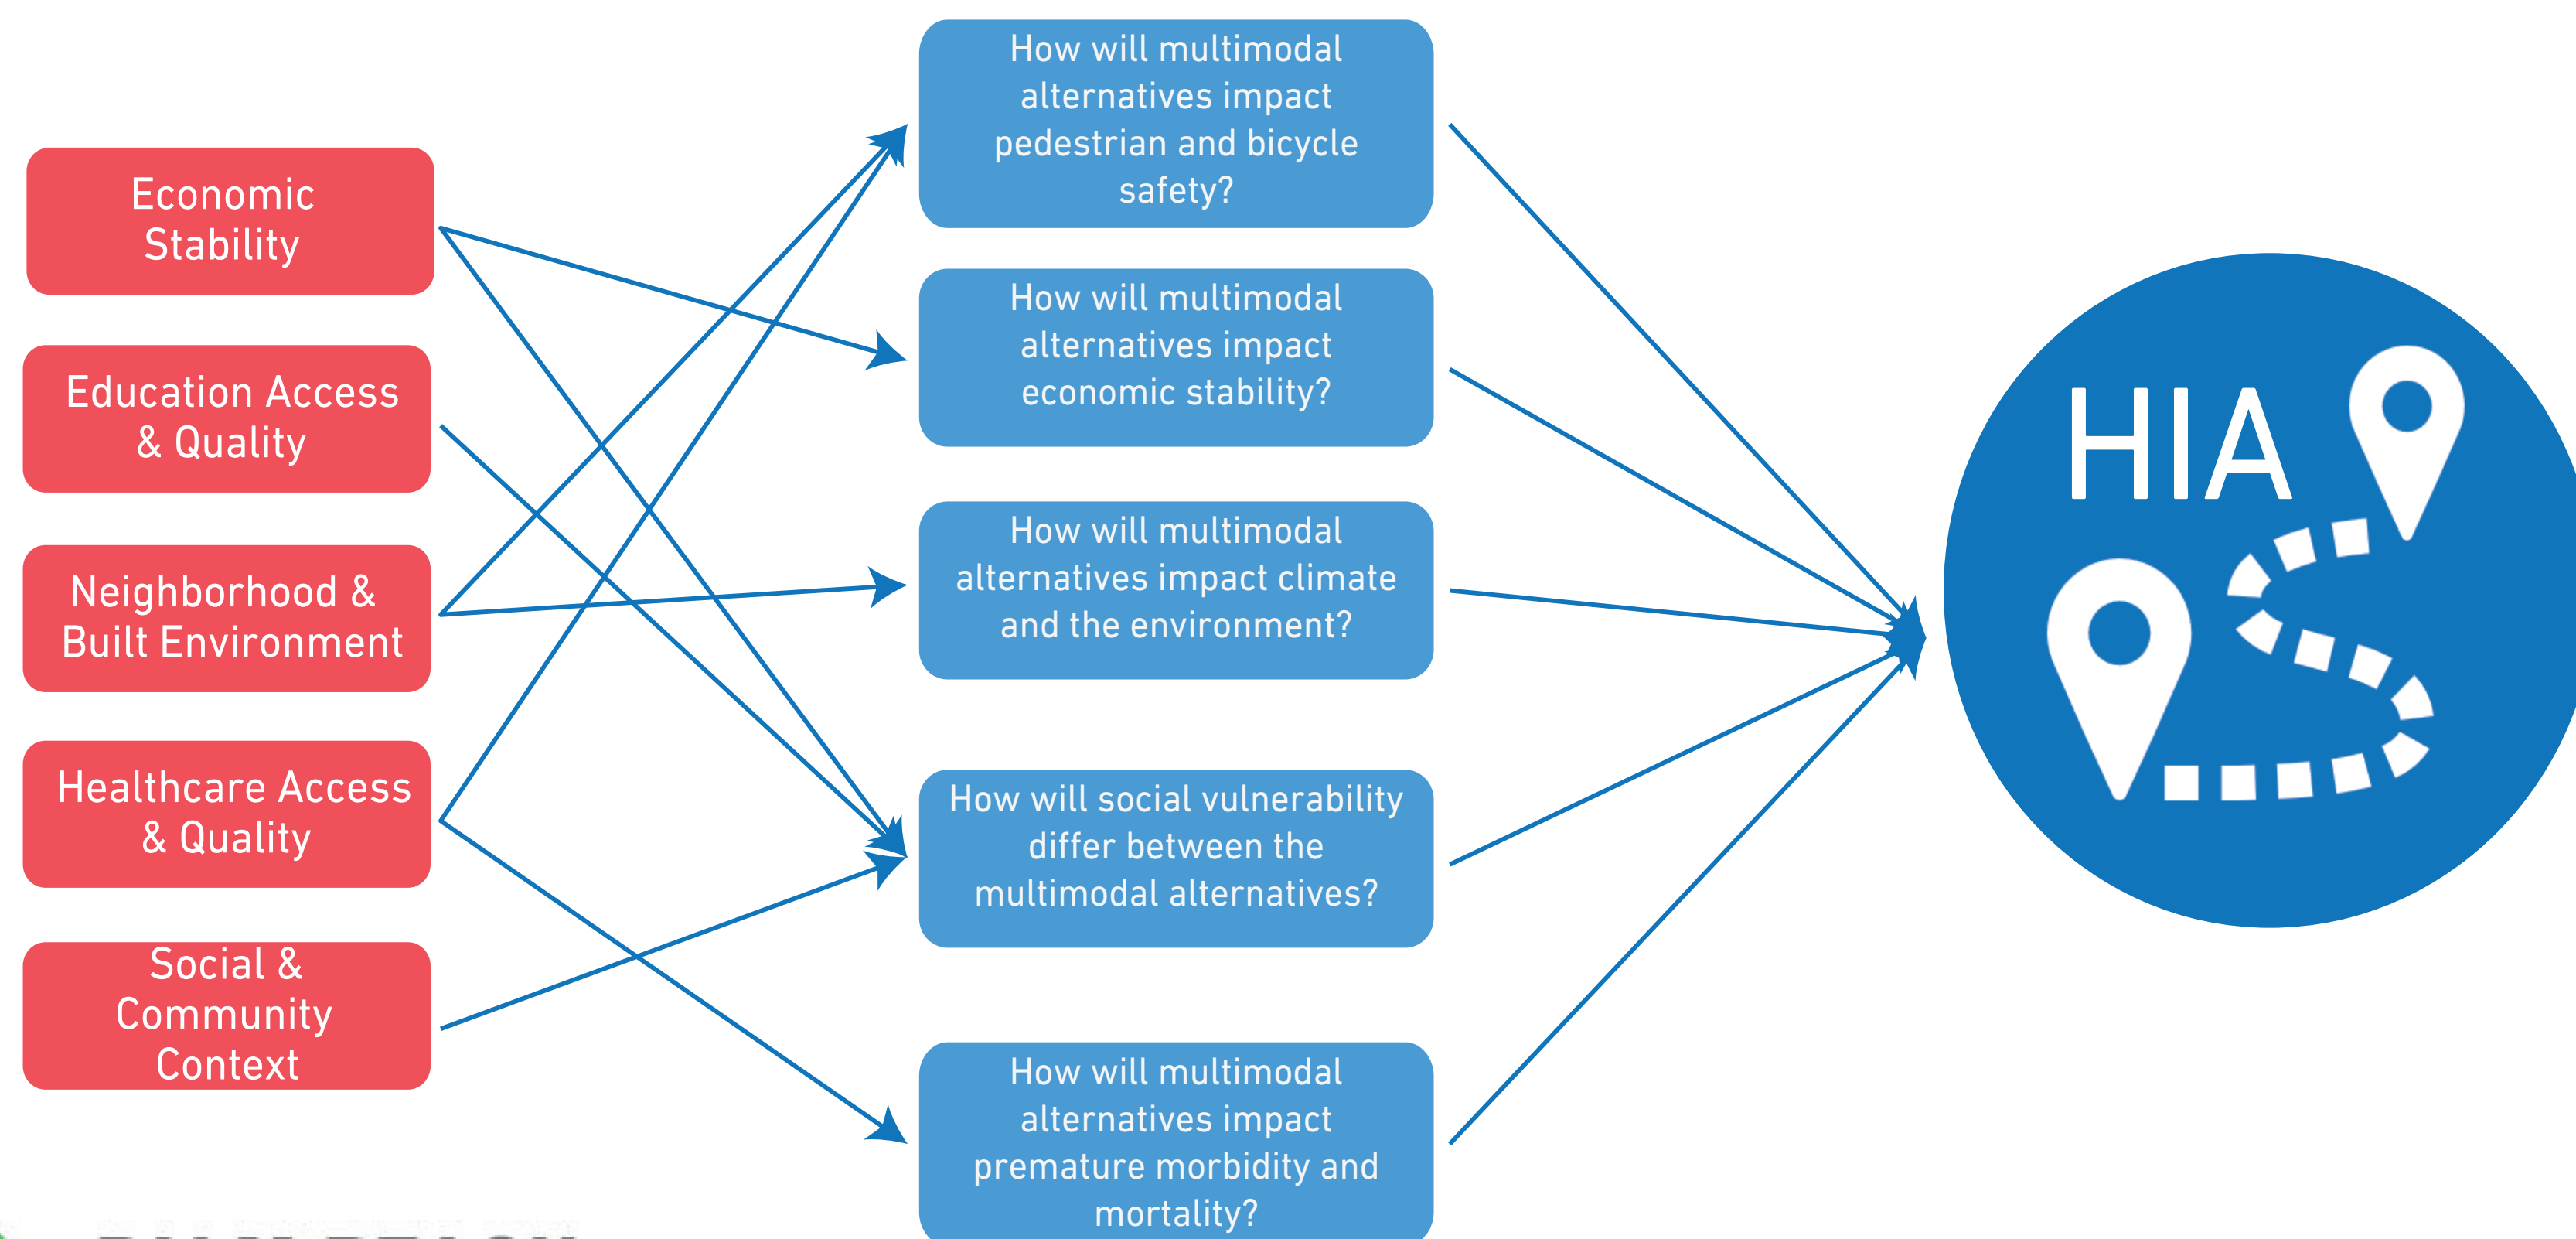 Economic
Stability
Education Access
& Quality
Neighborhood &
Built Environment
Healthcare Access
& Quality
Social &
Community
Context
How will multimodal
alternatives impact
pedestrian and bicycle
safety?
How will multimodal
alternatives impact
economic stability?
How will multimodal
alternatives impact climate
and the environment?
How will social vulnerability
differ between the
multimodal alternatives?
How will multimodal
alternatives impact
premature morbidity and
mortality?
HIA